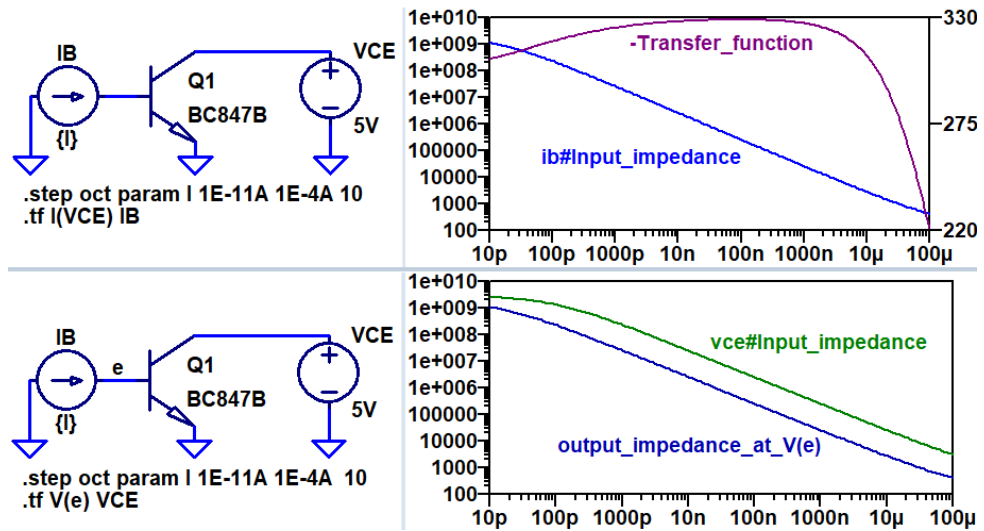 IB
{I}
Q1
BC847B
VCE
+
−
5V
.step oct param I 1E-11A 1E-4A 10
.tf I(VCE) IB
1e+010
1e+009
1e+008
1e+007
1e+006
100000
10000
1000
100
-Transfer_function
ib#Input_impedance
330
275
220
10p 100p 1000p 10n 100n 1000n 10µ 100µ
IB
{I}
e
Q1
BC847B
VCE
+
−
5V
.step oct param I 1E-11A 1E-4A 10
.tf V(e) VCE
1e+010
1e+009
1e+008
1e+007
1e+006
100000
10000
1000
100
vce#Input_impedance
output_impedance_at_V(e)
10p 100p 1000p 10n 100n 1000n 10µ 100µ